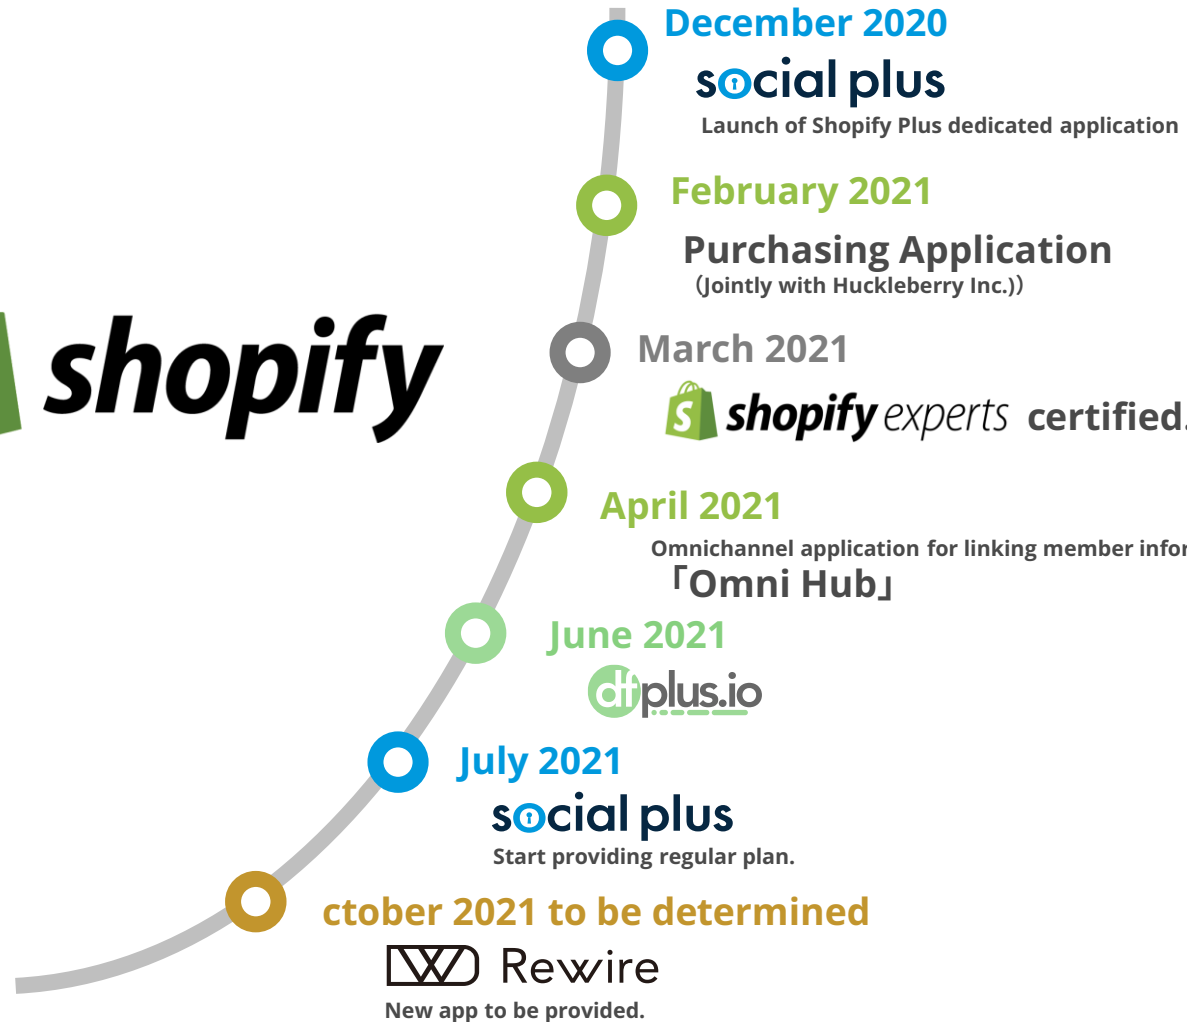 December 2020
social plus
Launch of Shopify Plus dedicated application
February 2021
Purchasing Application
（Jointly with Huckleberry Inc.)）
shopify
March 2021
S shopify experts certified.
April 2021
Omnichannel application for linking member infor
「Omni Hub」
June 2021
dfplus.io
July 2021
social plus
Start providing regular plan.
ctober 2021 to be determined
Rewire
New app to be provided.